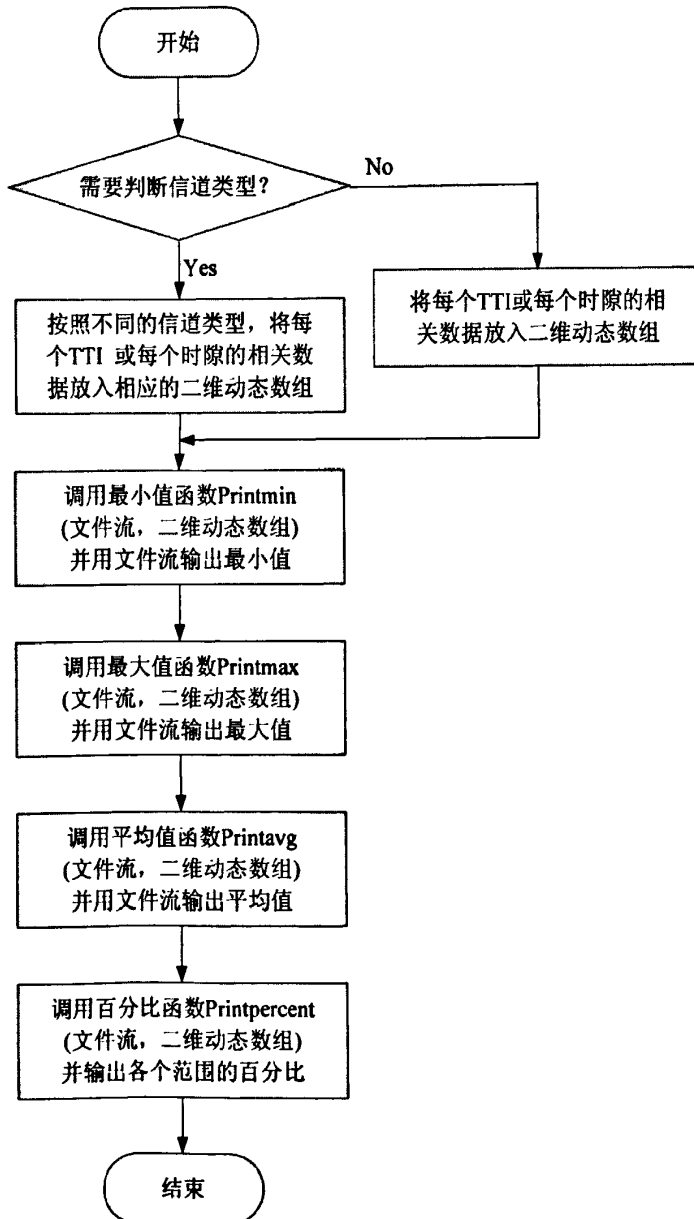 开始
需要判断信道类型？
No
Yes
按照不同的信道类型，将每
个TTI 或每个时隙的相关数
据放入相应的二维动态数组
将每个TTI或每个时隙的相
关数据放入二维动态数组
调用最小值函数Printmin
(文件流，二维动态数组)
并用文件流输出最小值
调用最大值函数Printmax
(文件流，二维动态数组)
并用文件流输出最大值
调用平均值函数Printavg
(文件流，二维动态数组)
并用文件流输出平均值
调用百分比函数Printpercent
(文件流，二维动态数组)
并输出各个范围的百分比
结束